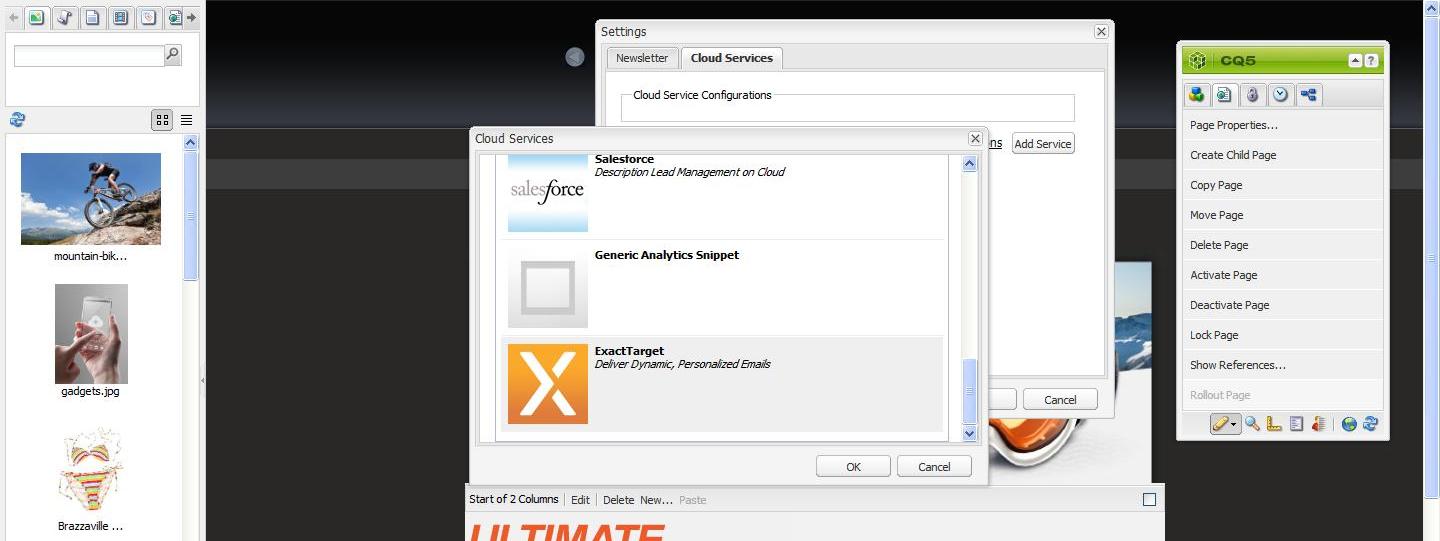 mountain-bik...
gadgets.jpg
Brazzaville ...
Settings
Newsletter
Cloud Services
Cloud Service Configurations
Add Service
Cancel
Cloud Services
Salesforce
Description Lead Management on Cloud
salesforce
Generic Analytics Snippet
ExactTarget
Deliver Dynamic, Personalized Emails
OK
Cancel
Start of 2 Columns
Edit
Delete
New...
Paste
ULTIMATE
CQ5
?
Page Properties...
Create Child Page
Copy Page
Move Page
Delete Page
Activate Page
Deactivate Page
Lock Page
Show References...
Rollout Page